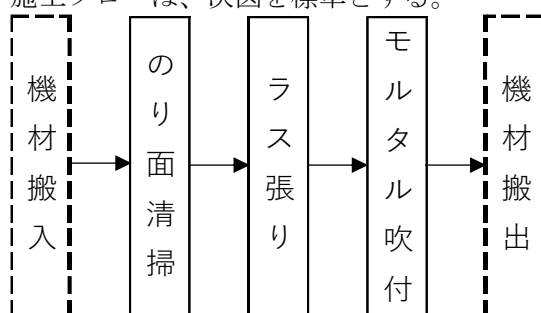 施工フローは、次図を標準とする。
機材搬入
のり面清掃
ラス張り
モルタル吹付
機材搬出